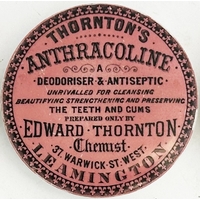 THORNTON'S
ANTHRACOLINE
A
DEODORISER & ANTISEPTIC
UNRIVALLED FOR CLEANSING
BEAUTIFYING STRENGTHENING AND PRESERVING
THE TEETH AND GUMS
PREPARED ONLY BY
EDWARD THORNTON
Chemist.
37. WARWICK ST. WEST.
LEAMINGTON